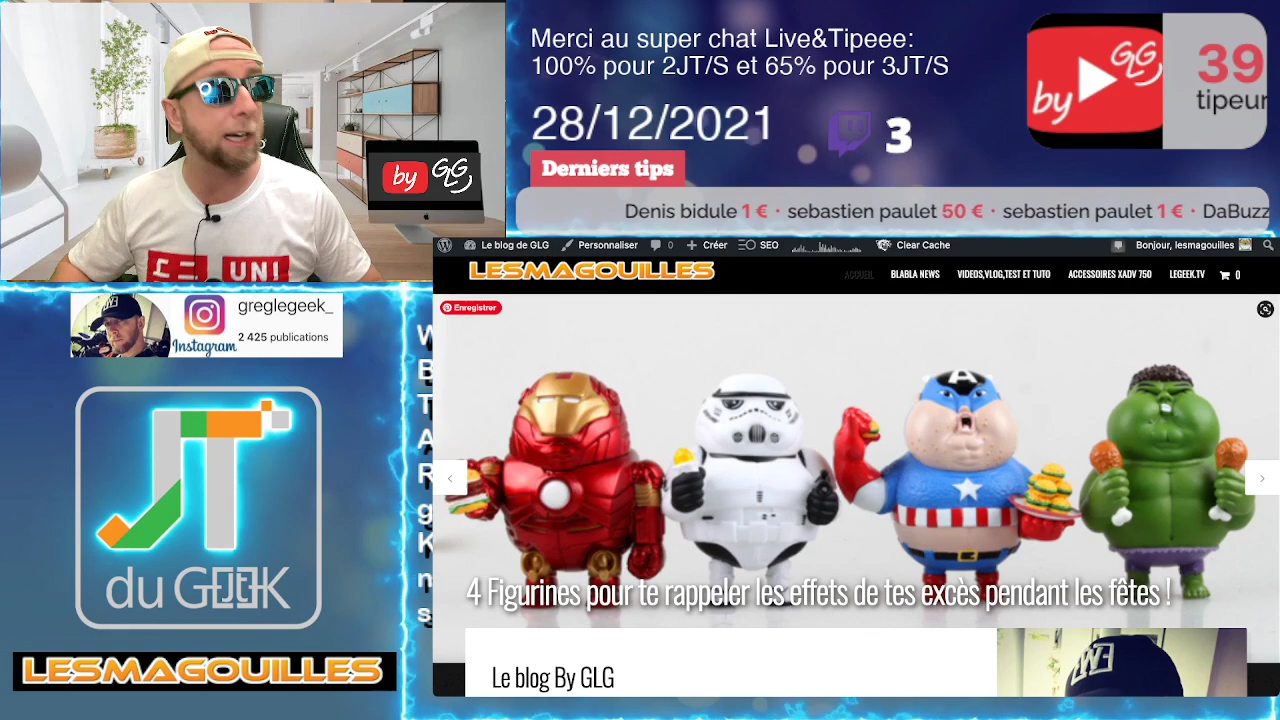 Merci au super chat Live&Tipeee:
100% pour 2JT/S et 65% pour 3JT/S
28/12/2021
3
Derniers tips
Denis bidule 1 € · sebastien paulet 50 € · sebastien paulet 1 € · DaBuzz
by GLG
39
tipeur
by GLG
UNI
greglegeek_
2 425 publications
Instagram
JT
du GEEK
LESMAGOUILLES
W
B
T
A
R
g
K
n
s
Le blog de GLG
Personnaliser
0
Créer
SEO
Clear Cache
Bonjour, lesmagouilles
LESMAGOUILLES
ACCUEIL
BLABLA NEWS
VIDEOS,VLOG,TEST ET TUTO
ACCESSOIRES XADV 750
LEGEEK.TV
0
Enregistrer
A
4 Figurines pour te rappeler les effets de tes excès pendant les fêtes !
Le blog By GLG